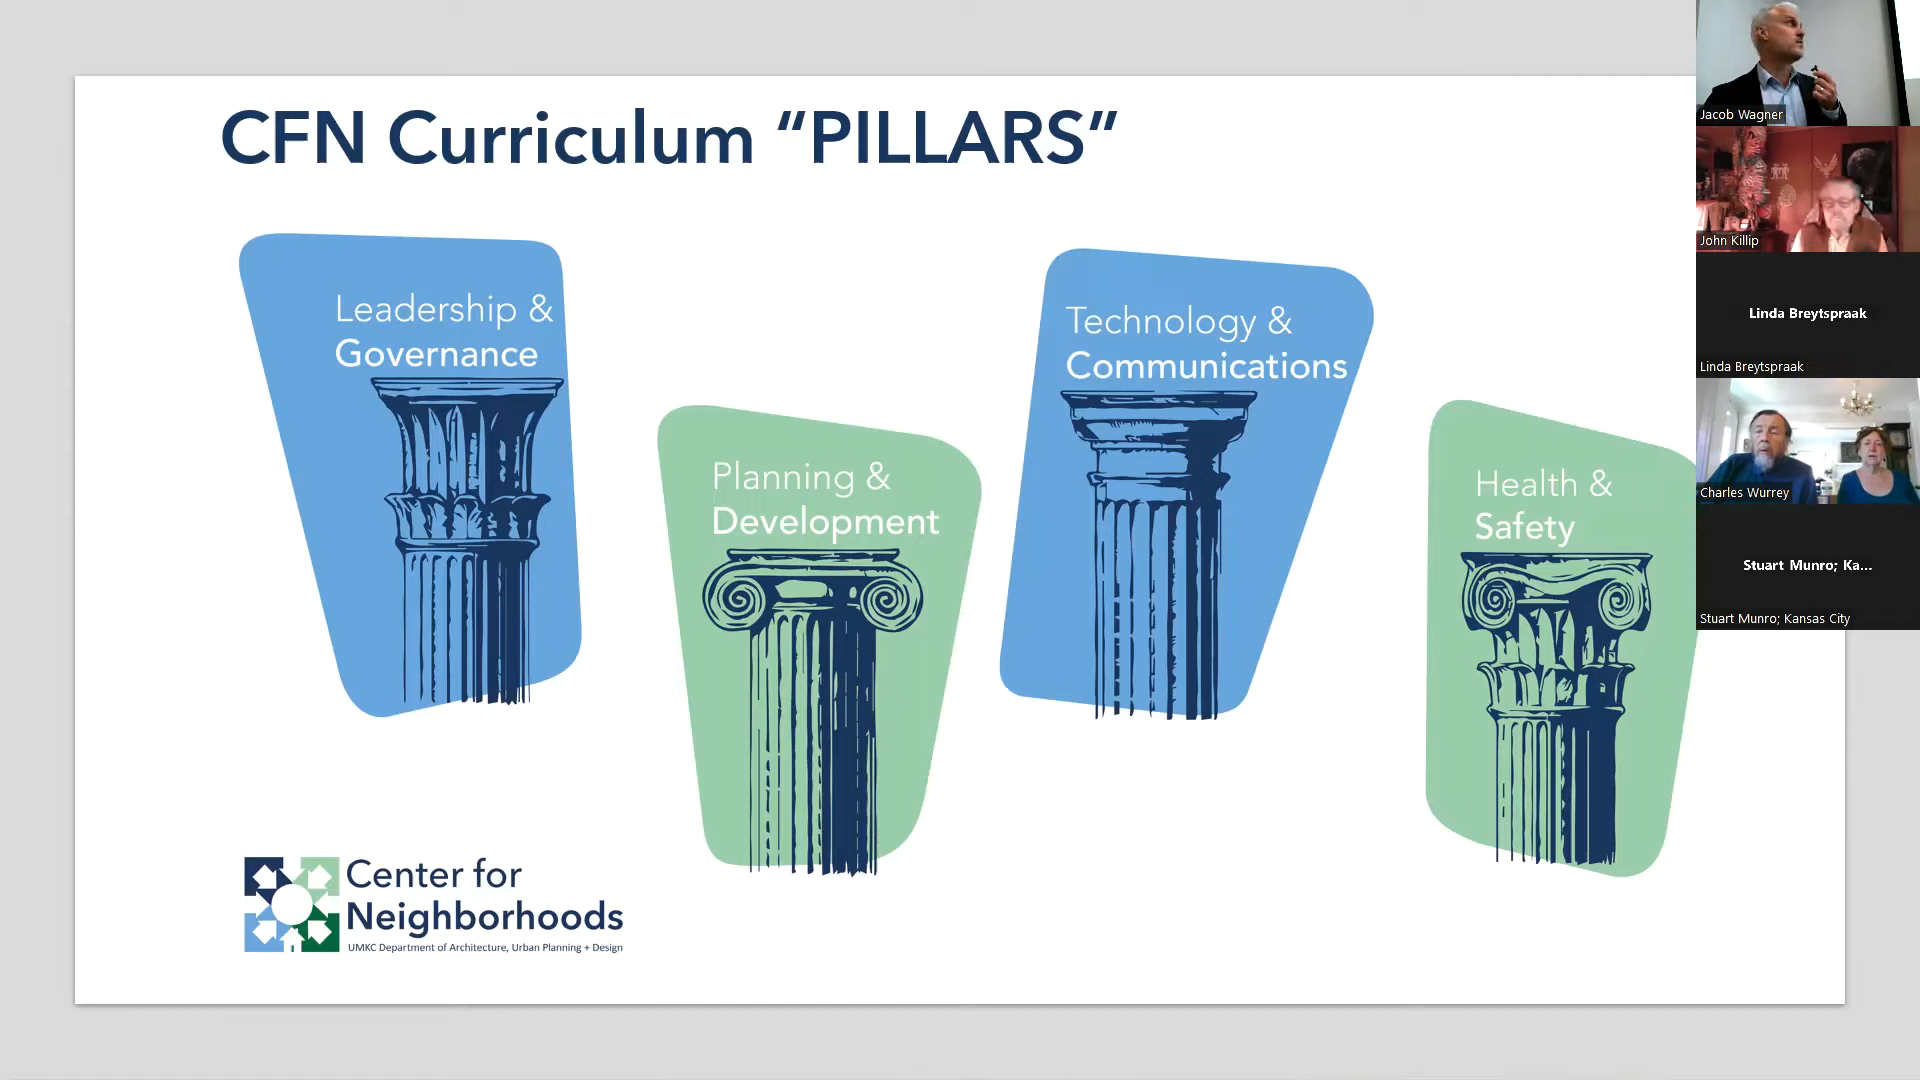 CFN Curriculum “PILLARS”
Leadership &
Governance
Planning &
Development
Technology &
Communications
Health &
Safety
Center for
Neighborhoods
UMKC Department of Architecture, Urban Planning + Design
Jacob Wagner
John Killip
Linda Breytspraak
Linda Breytspraak
Charles Wurrey
Stuart Munro; Ka...
Stuart Munro; Kansas City